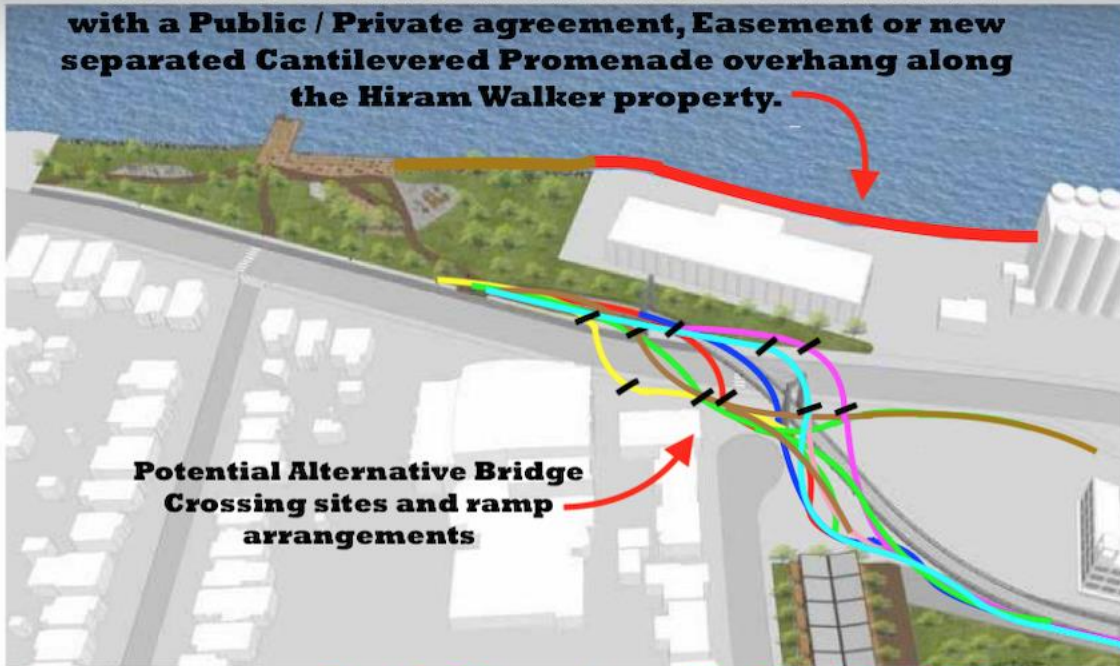 with a Public / Private agreement, Easement or new
separated Cantilevered Promenade overhang along
the Hiram Walker property.
Potential Alternative Bridge
Crossing sites and ramp
arrangements